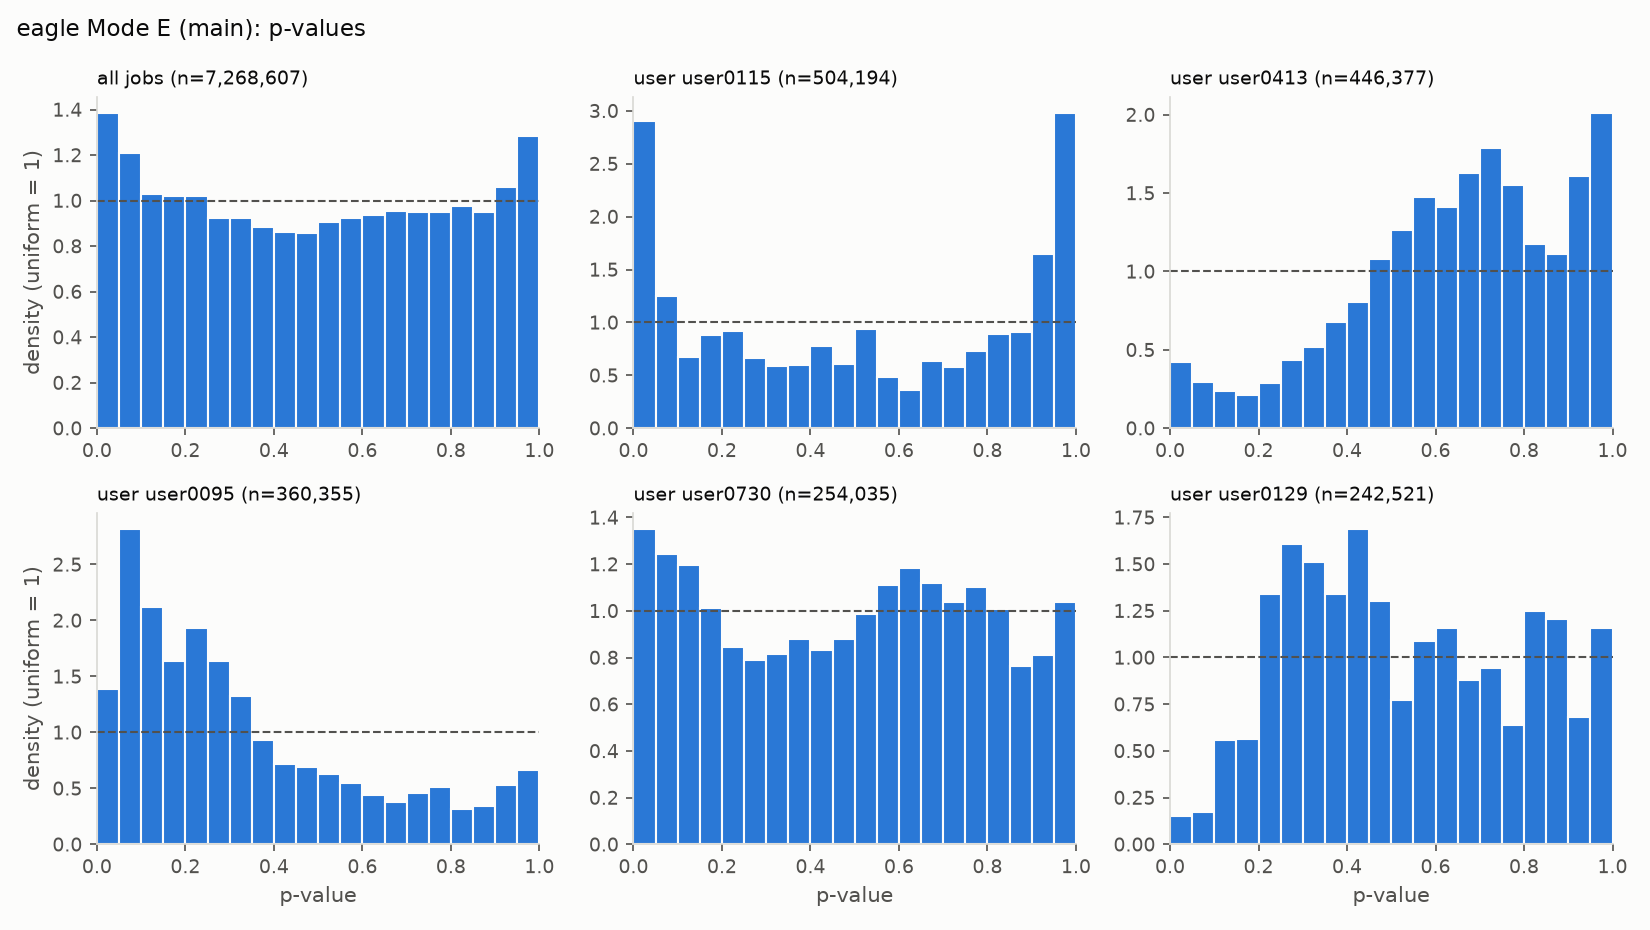 eagle Mode E (main): p-values
all jobs (n=7,268,607)
user user0115 (n=504,194)
user user0413 (n=446,377)
density (uniform = 1)
1.4
1.2
1.0
0.8
0.6
0.4
0.2
0.0
0.0 0.2 0.4 0.6 0.8 1.0
3.0
2.5
2.0
1.5
1.0
0.5
0.0
0.0 0.2 0.4 0.6 0.8 1.0
2.0
1.5
1.0
0.5
0.0
0.0 0.2 0.4 0.6 0.8 1.0
user user0095 (n=360,355)
user user0730 (n=254,035)
user user0129 (n=242,521)
density (uniform = 1)
2.5
2.0
1.5
1.0
0.5
0.0
0.0 0.2 0.4 0.6 0.8 1.0
p-value
1.4
1.2
1.0
0.8
0.6
0.4
0.2
0.0
0.0 0.2 0.4 0.6 0.8 1.0
p-value
1.75
1.50
1.25
1.00
0.75
0.50
0.25
0.00
0.0 0.2 0.4 0.6 0.8 1.0
p-value